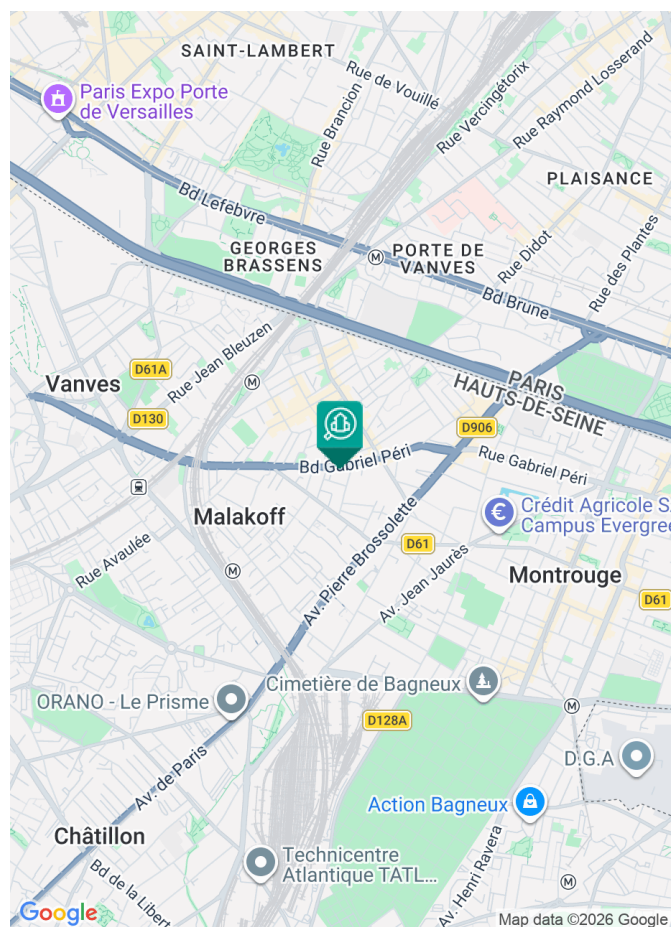 SAINT-LAMBERT
Rue de Vouillé
Rue Vercingétorix
Rue Raymond Losserand
Paris Expo Porte
de Versailles
Rue Brancion
PLAISANCE
Bd Lefebvre
GEORGES
BRASSENS
PORTE DE
VANVES
Rue Didot
Rue des Plantes
Bd Brune
Rue Jean Bleuzen
D61A
Vanves
D130
PARIS
HAUTS-DE-SEINE
D906
Bd Gabriel Péri
Rue Gabriel Péri
Malakoff
Crédit Agricole S.
Campus Evergree
D61
Rue Avaulée
Av. Pierre Brossolette
Av. Jean Jaurès
Montrouge
D61
Cimetière de Bagneux
ORANO - Le Prisme
D128A
D.G.A
Av. de Paris
Action Bagneux
Châtillon
Technicentre
Atlantique TATL...
Bd de la Libert
Av. Henri Ravera
Google
Map data ©2026 Google